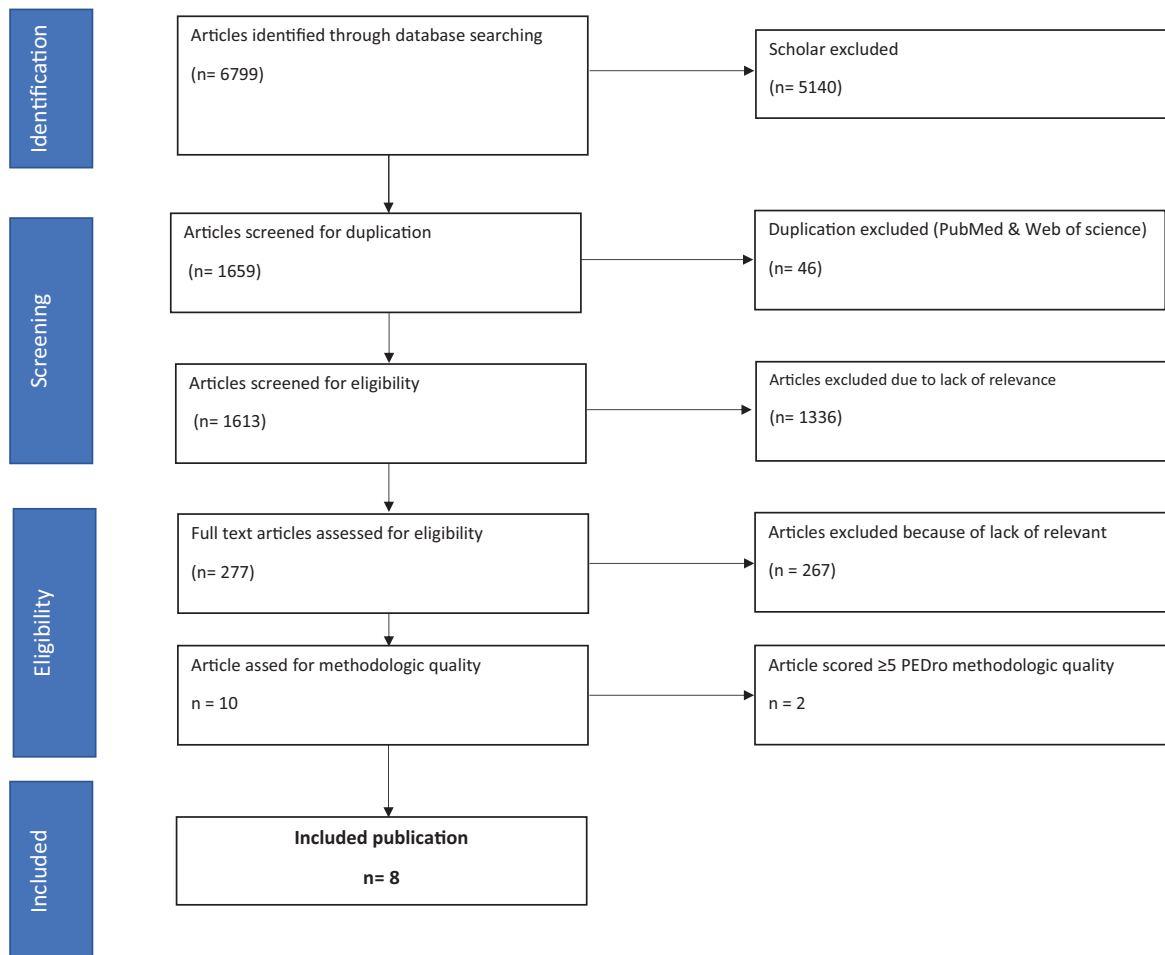 Identification
Articles identified through database searching
(n= 6799)
Scholar excluded
(n= 5140)
Screening
Articles screened for duplication
(n= 1659)
Duplication excluded (PubMed & Web of science)
(n= 46)
Articles screened for eligibility
(n= 1613)
Articles excluded due to lack of relevance
(n= 1336)
Eligibility
Full text articles assessed for eligibility
(n= 277)
Articles excluded because of lack of relevant
(n = 267)
Article assed for methodologic quality
n = 10
Article scored ≥5 PEDro methodologic quality
n = 2
Included
Included publication
n= 8